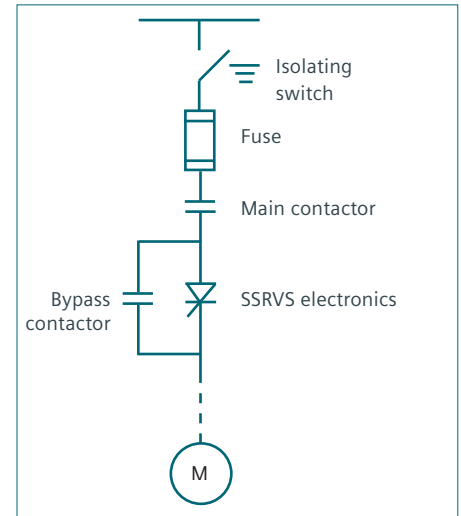 Isolating
switch
Fuse
Main contactor
Bypass
contactor
SSRVS electronics
M